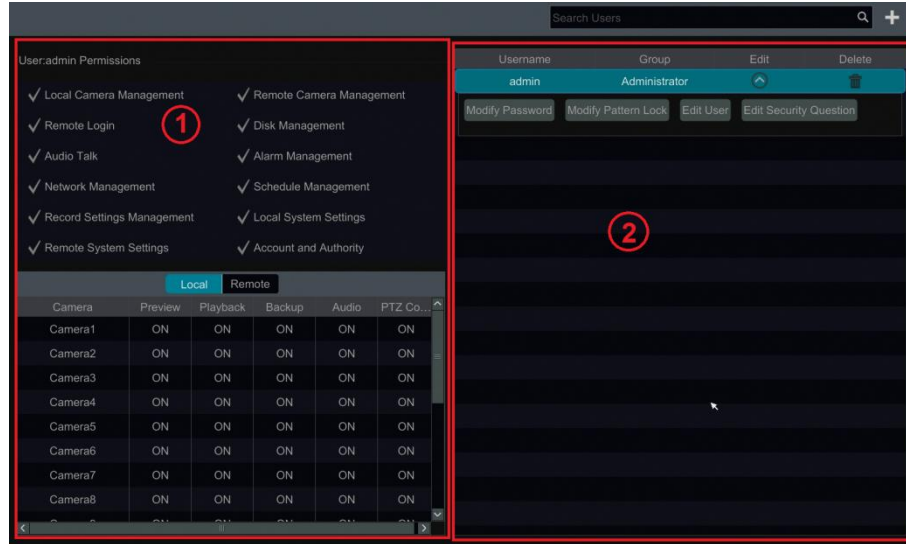 Search Users
User:admin Permissions
Local Camera Management Remote Camera Management
Remote Login Disk Management
Audio Talk Alarm Management
Network Management Schedule Management
Record Settings Management Local System Settings
Remote System Settings Account and Authority
1
Local Remote
Camera Preview Playback Backup Audio PTZ Co...
Camera1 ON ON ON ON ON
Camera2 ON ON ON ON ON
Camera3 ON ON ON ON ON
Camera4 ON ON ON ON ON
Camera5 ON ON ON ON ON
Camera6 ON ON ON ON ON
Camera7 ON ON ON ON ON
Camera8 ON ON ON ON ON
Username Group Edit Delete
admin Administrator
Modify Password Modify Pattern Lock Edit User Edit Security Question
2